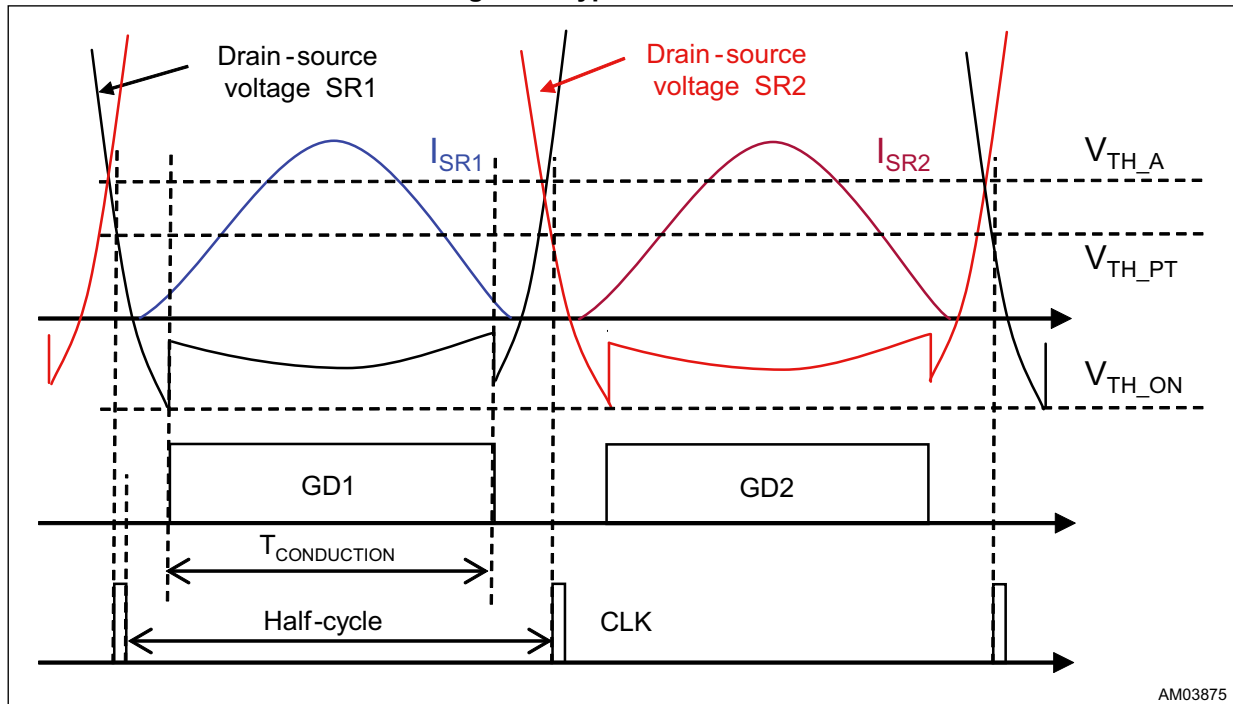 Drain-source
voltage SR1
Drain-source
voltage SR2
I_SR1
I_SR2
V_TH_A
V_TH_PT
V_TH_ON
GD1
GD2
T_CONDUCTION
Half-cycle
CLK
AM03875